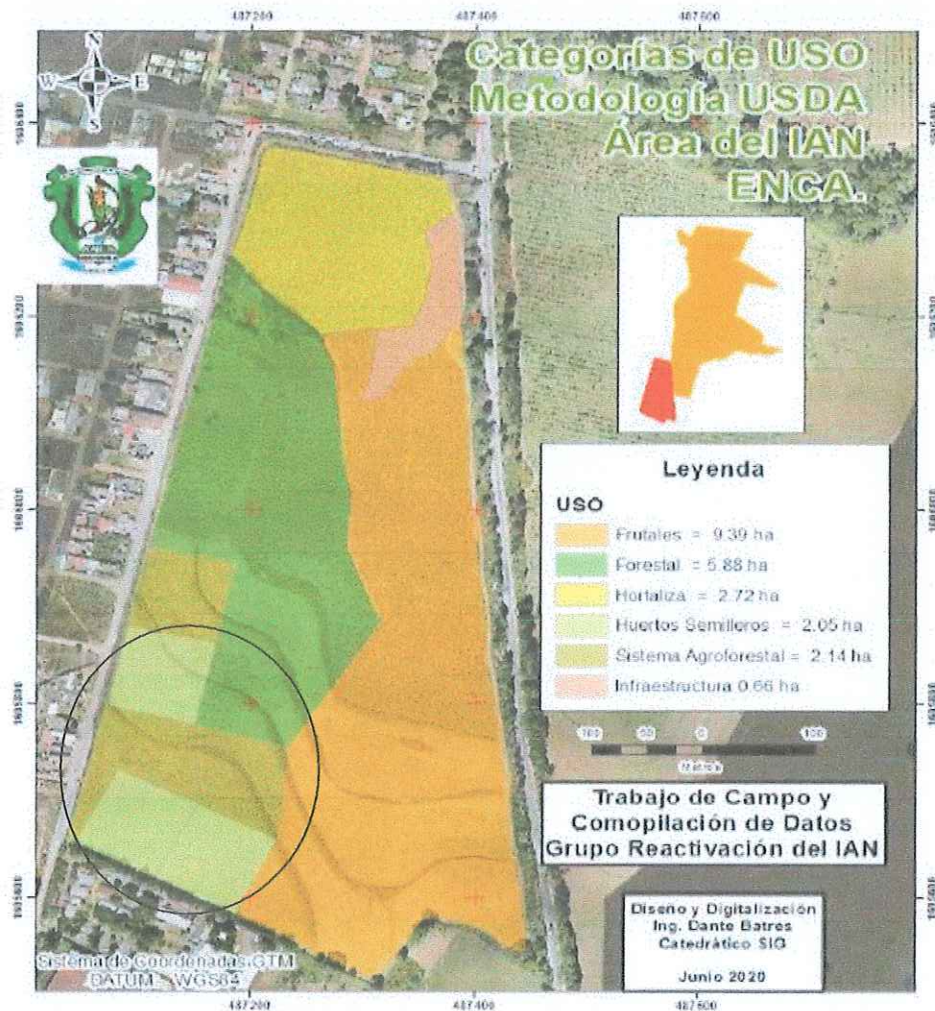 487200 487400 487600
N
W E
S
Categorías de USO
Metodología USDA
Área del IAN
ENCA.
Leyenda
USO
Frutales = 9.39 ha
Forestal = 5.88 ha
Hortaliza = 2.72 ha
Huertos Semilleros = 2.05 ha
Sistema Agroforestal = 2.14 ha
Infraestructura 0.66 ha
100 50 0 100
Trabajo de Campo y
Comopilación de Datos
Grupo Reactivación del IAN
Diseño y Digitalización
Ing. Dante Batres
Catedrático SIG
Junio 2020
Sistema de Coordenadas GTM
DATUM WGS84
487200 487400 487600